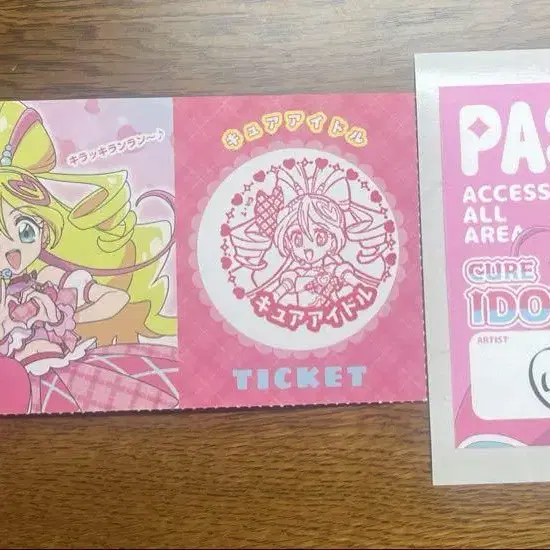 キラッキランラン〜♪
キュアアイドル
キュアアイドル
TICKET
PAS
ACCESS
ALL
AREA
CURE
IDO
ARTIST